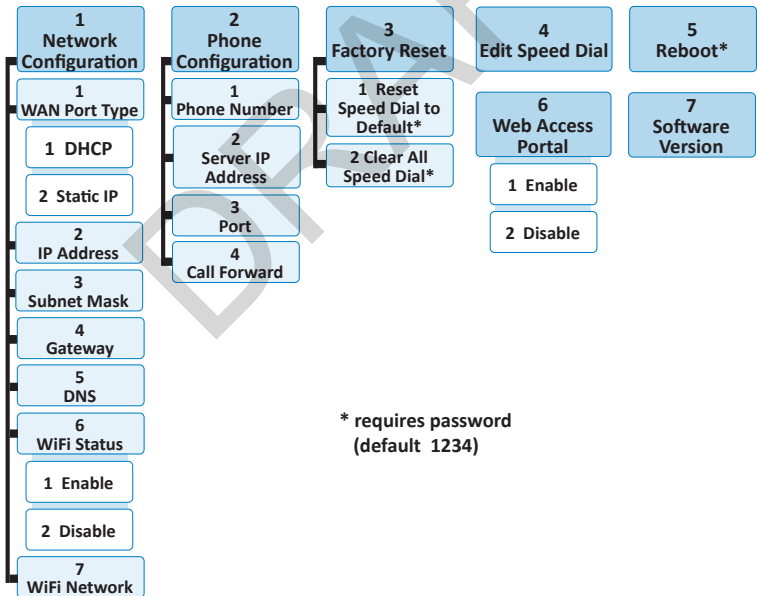 1
Network
Configuration
1
WAN Port Type
1 DHCP
2 Static IP
2
IP Address
3
Subnet Mask
4
Gateway
5
DNS
6
WiFi Status
1 Enable
2 Disable
7
WiFi Network
2
Phone
Configuration
1
Phone Number
2
Server IP
Address
3
Port
4
Call Forward
3
Factory Reset
1 Reset
Speed Dial to
Default*
2 Clear All
Speed Dial*
4
Edit Speed Dial
6
Web Access
Portal
1 Enable
2 Disable
5
Reboot*
7
Software
Version
* requires password
(default 1234)